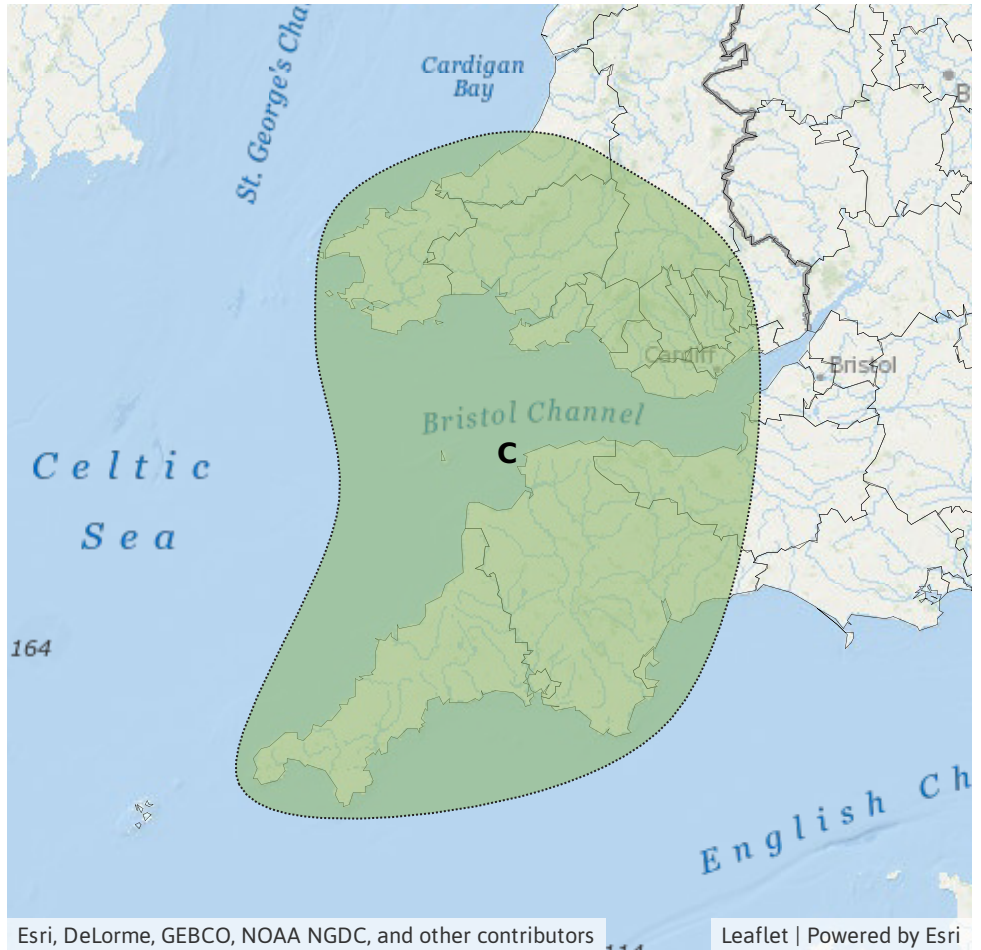 St. George's Cha
Cardigan
Bay
B
Cardiff
Bristol
Bristol Channel
C
Celtic
Sea
164
English Ch
Esri, DeLorme, GEBCO, NOAA NGDC, and other contributors
Leaflet | Powered by Esri